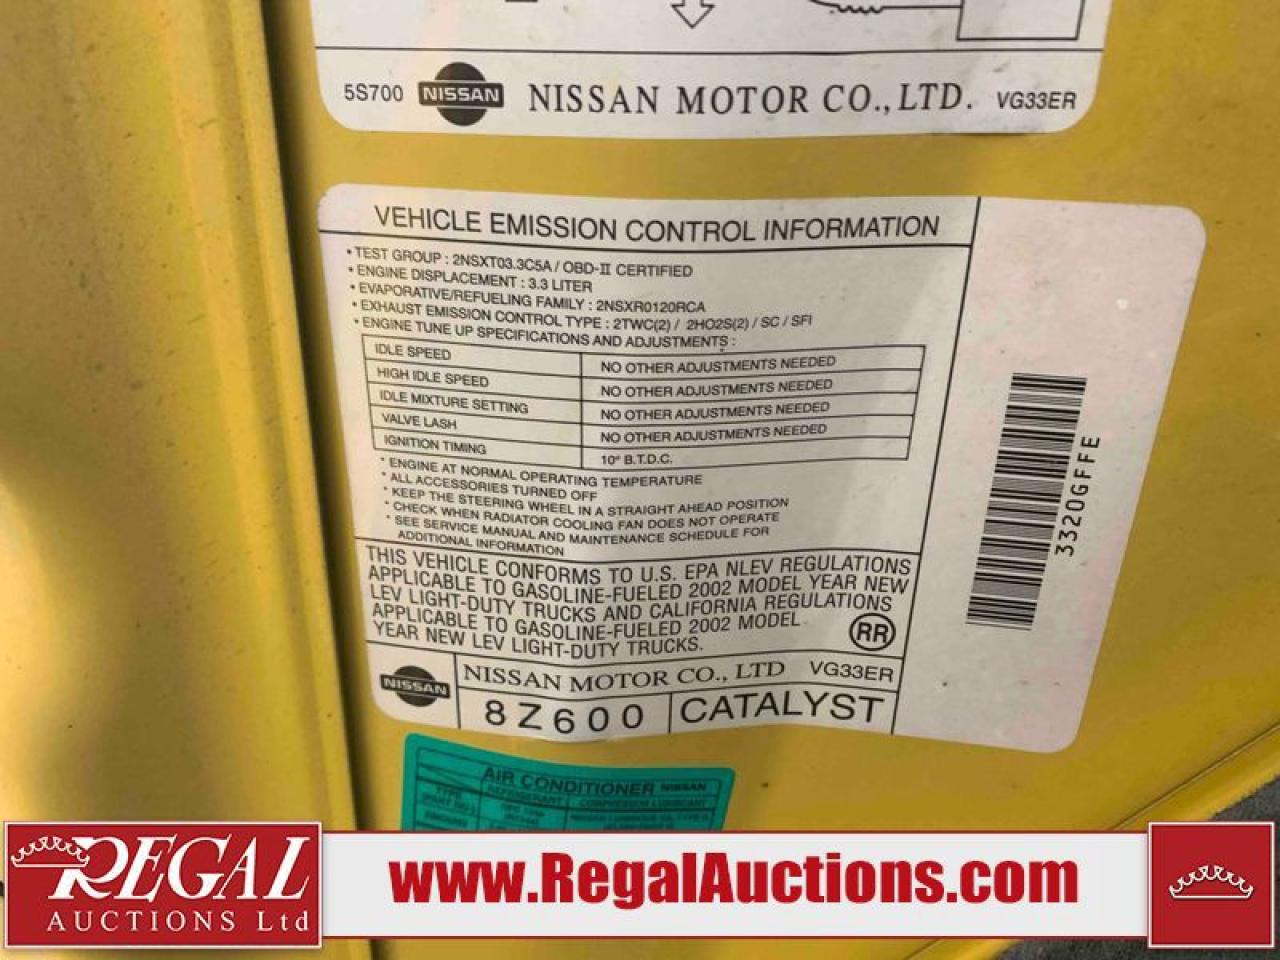 5S700 NISSAN NISSAN MOTOR CO., LTD. VG33ER
VEHICLE EMISSION CONTROL INFORMATION
• TEST GROUP : 2NSXT03.3C5A / OBD-II CERTIFIED
• ENGINE DISPLACEMENT : 3.3 LITER
• EVAPORATIVE/REFUELING FAMILY : 2NSXR0120RCA
• EXHAUST EMISSION CONTROL TYPE : 2TWC(2) / 2HO2S(2) / SC / SFI
• ENGINE TUNE UP SPECIFICATIONS AND ADJUSTMENTS :
IDLE SPEED NO OTHER ADJUSTMENTS NEEDED
HIGH IDLE SPEED NO OTHER ADJUSTMENTS NEEDED
IDLE MIXTURE SETTING NO OTHER ADJUSTMENTS NEEDED
VALVE LASH NO OTHER ADJUSTMENTS NEEDED
IGNITION TIMING 10° B.T.D.C.
* ENGINE AT NORMAL OPERATING TEMPERATURE
* ALL ACCESSORIES TURNED OFF
* KEEP THE STEERING WHEEL IN A STRAIGHT AHEAD POSITION
* CHECK WHEN RADIATOR COOLING FAN DOES NOT OPERATE
* SEE SERVICE MANUAL AND MAINTENANCE SCHEDULE FOR
ADDITIONAL INFORMATION
THIS VEHICLE CONFORMS TO U.S. EPA NLEV REGULATIONS
APPLICABLE TO GASOLINE-FUELED 2002 MODEL YEAR NEW
LEV LIGHT-DUTY TRUCKS AND CALIFORNIA REGULATIONS
APPLICABLE TO GASOLINE-FUELED 2002 MODEL
YEAR NEW LEV LIGHT-DUTY TRUCKS.
RR
NISSAN NISSAN MOTOR CO., LTD VG33ER
8Z600 CATALYST
3320GFFE
AIR CONDITIONER NISSAN
TYPE REFRIGERANT COMPRESSOR LUBRICANT
(PART NO.)
AMOUNT
REGAL
AUCTIONS Ltd
www.RegalAuctions.com